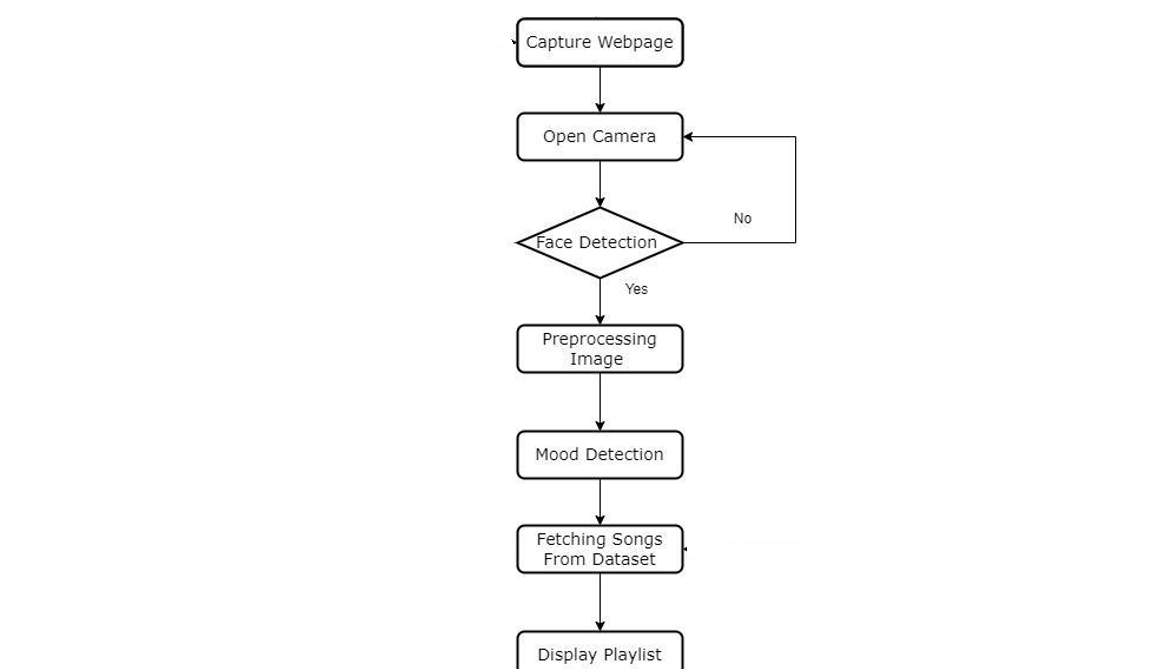 Capture Webpage
Open Camera
Face Detection
No
Yes
Preprocessing
Image
Mood Detection
Fetching Songs
From Dataset
Display Playlist